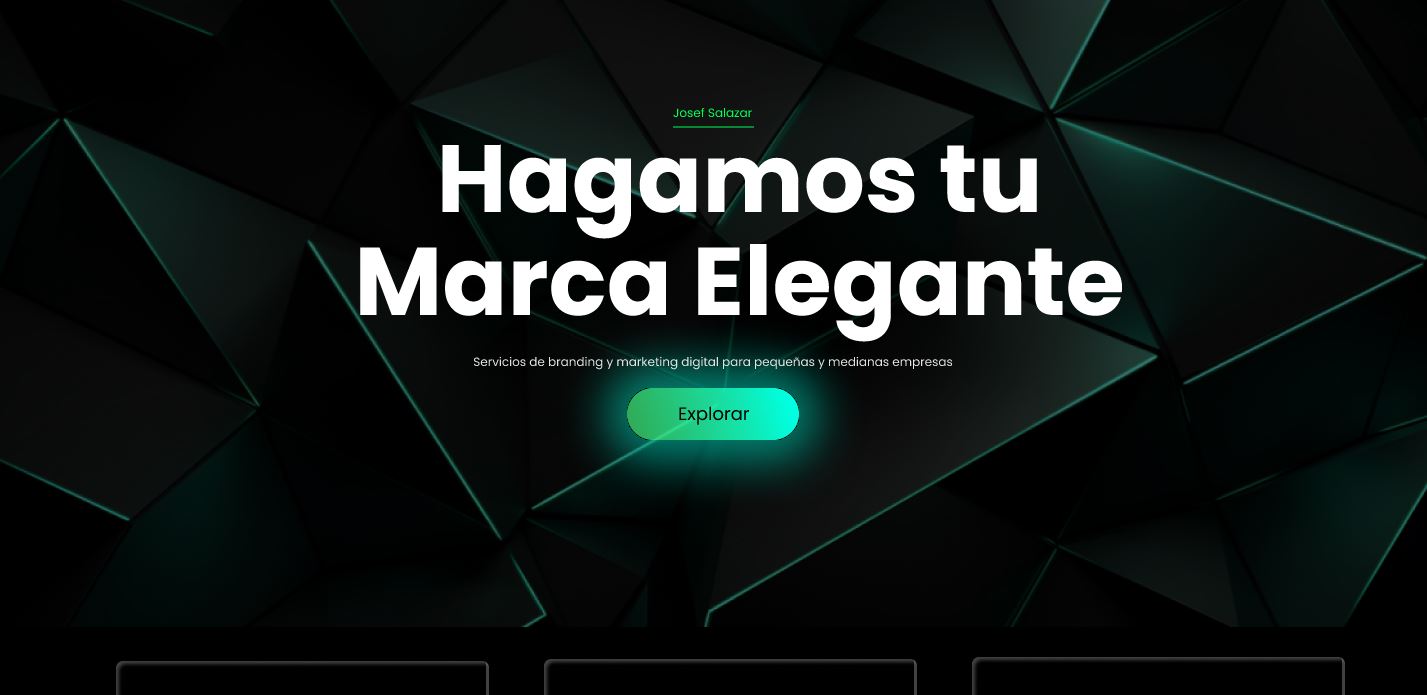 Josef Salazar
Hagamos tu
Marca Elegante
Servicios de branding y marketing digital para pequeñas y medianas empresas
Explorar